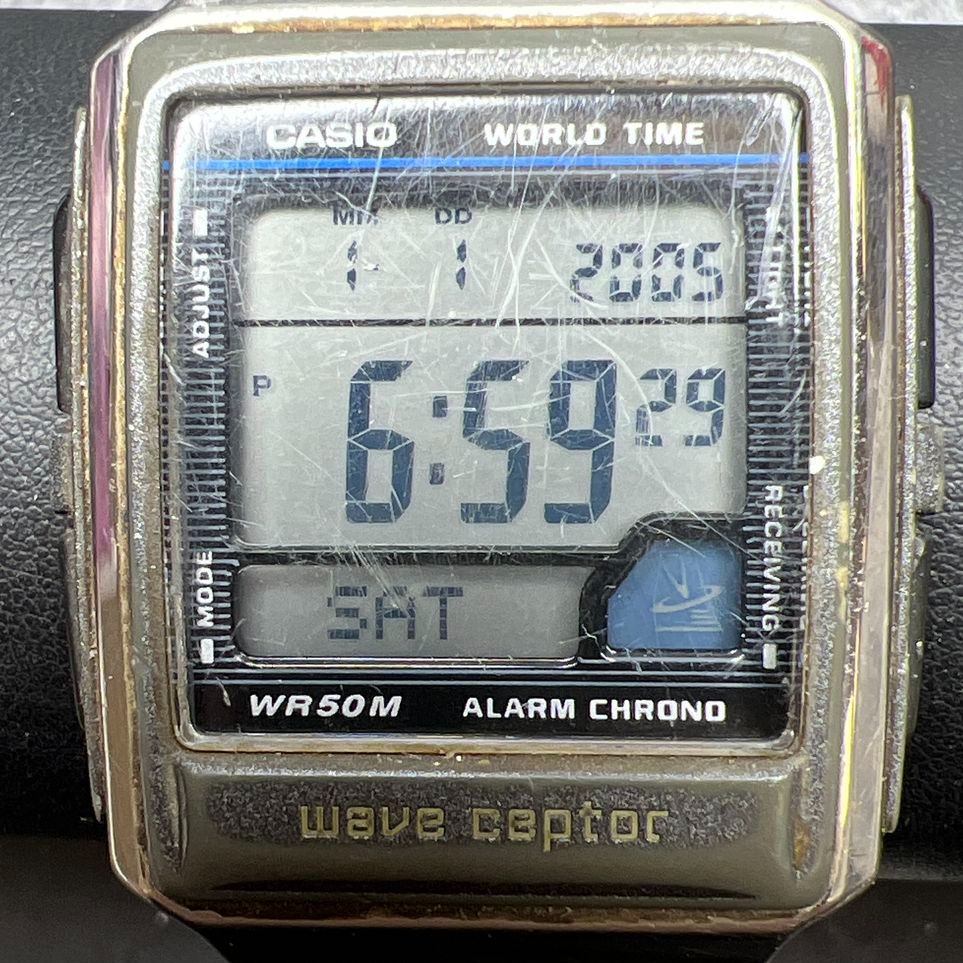 CASIO WORLD TIME
ADJUST
LIGHT
DD
1 1 2005
P 6:59 29
MODE
RECEIVING
SAT
WR50M ALARM CHRONO
wave ceptor